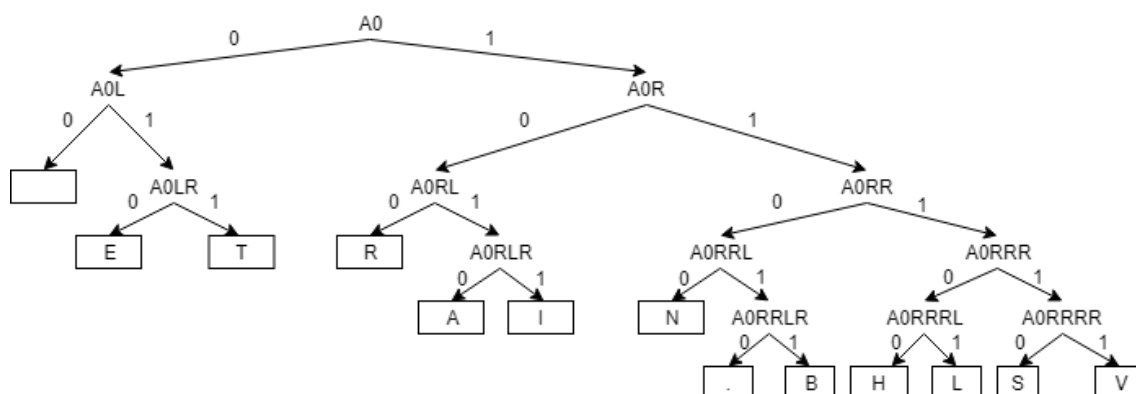 A0
0 1
A0L A0R
0 1 0 1
A0LR A0RL A0RR
0 1 0 1 0 1
E T R A0RLR A0RRL A0RRR
0 1 0 1 0 1
A I N A0RRLR A0RRRL A0RRRR
0 1 0 1 0 1
. B H L S V